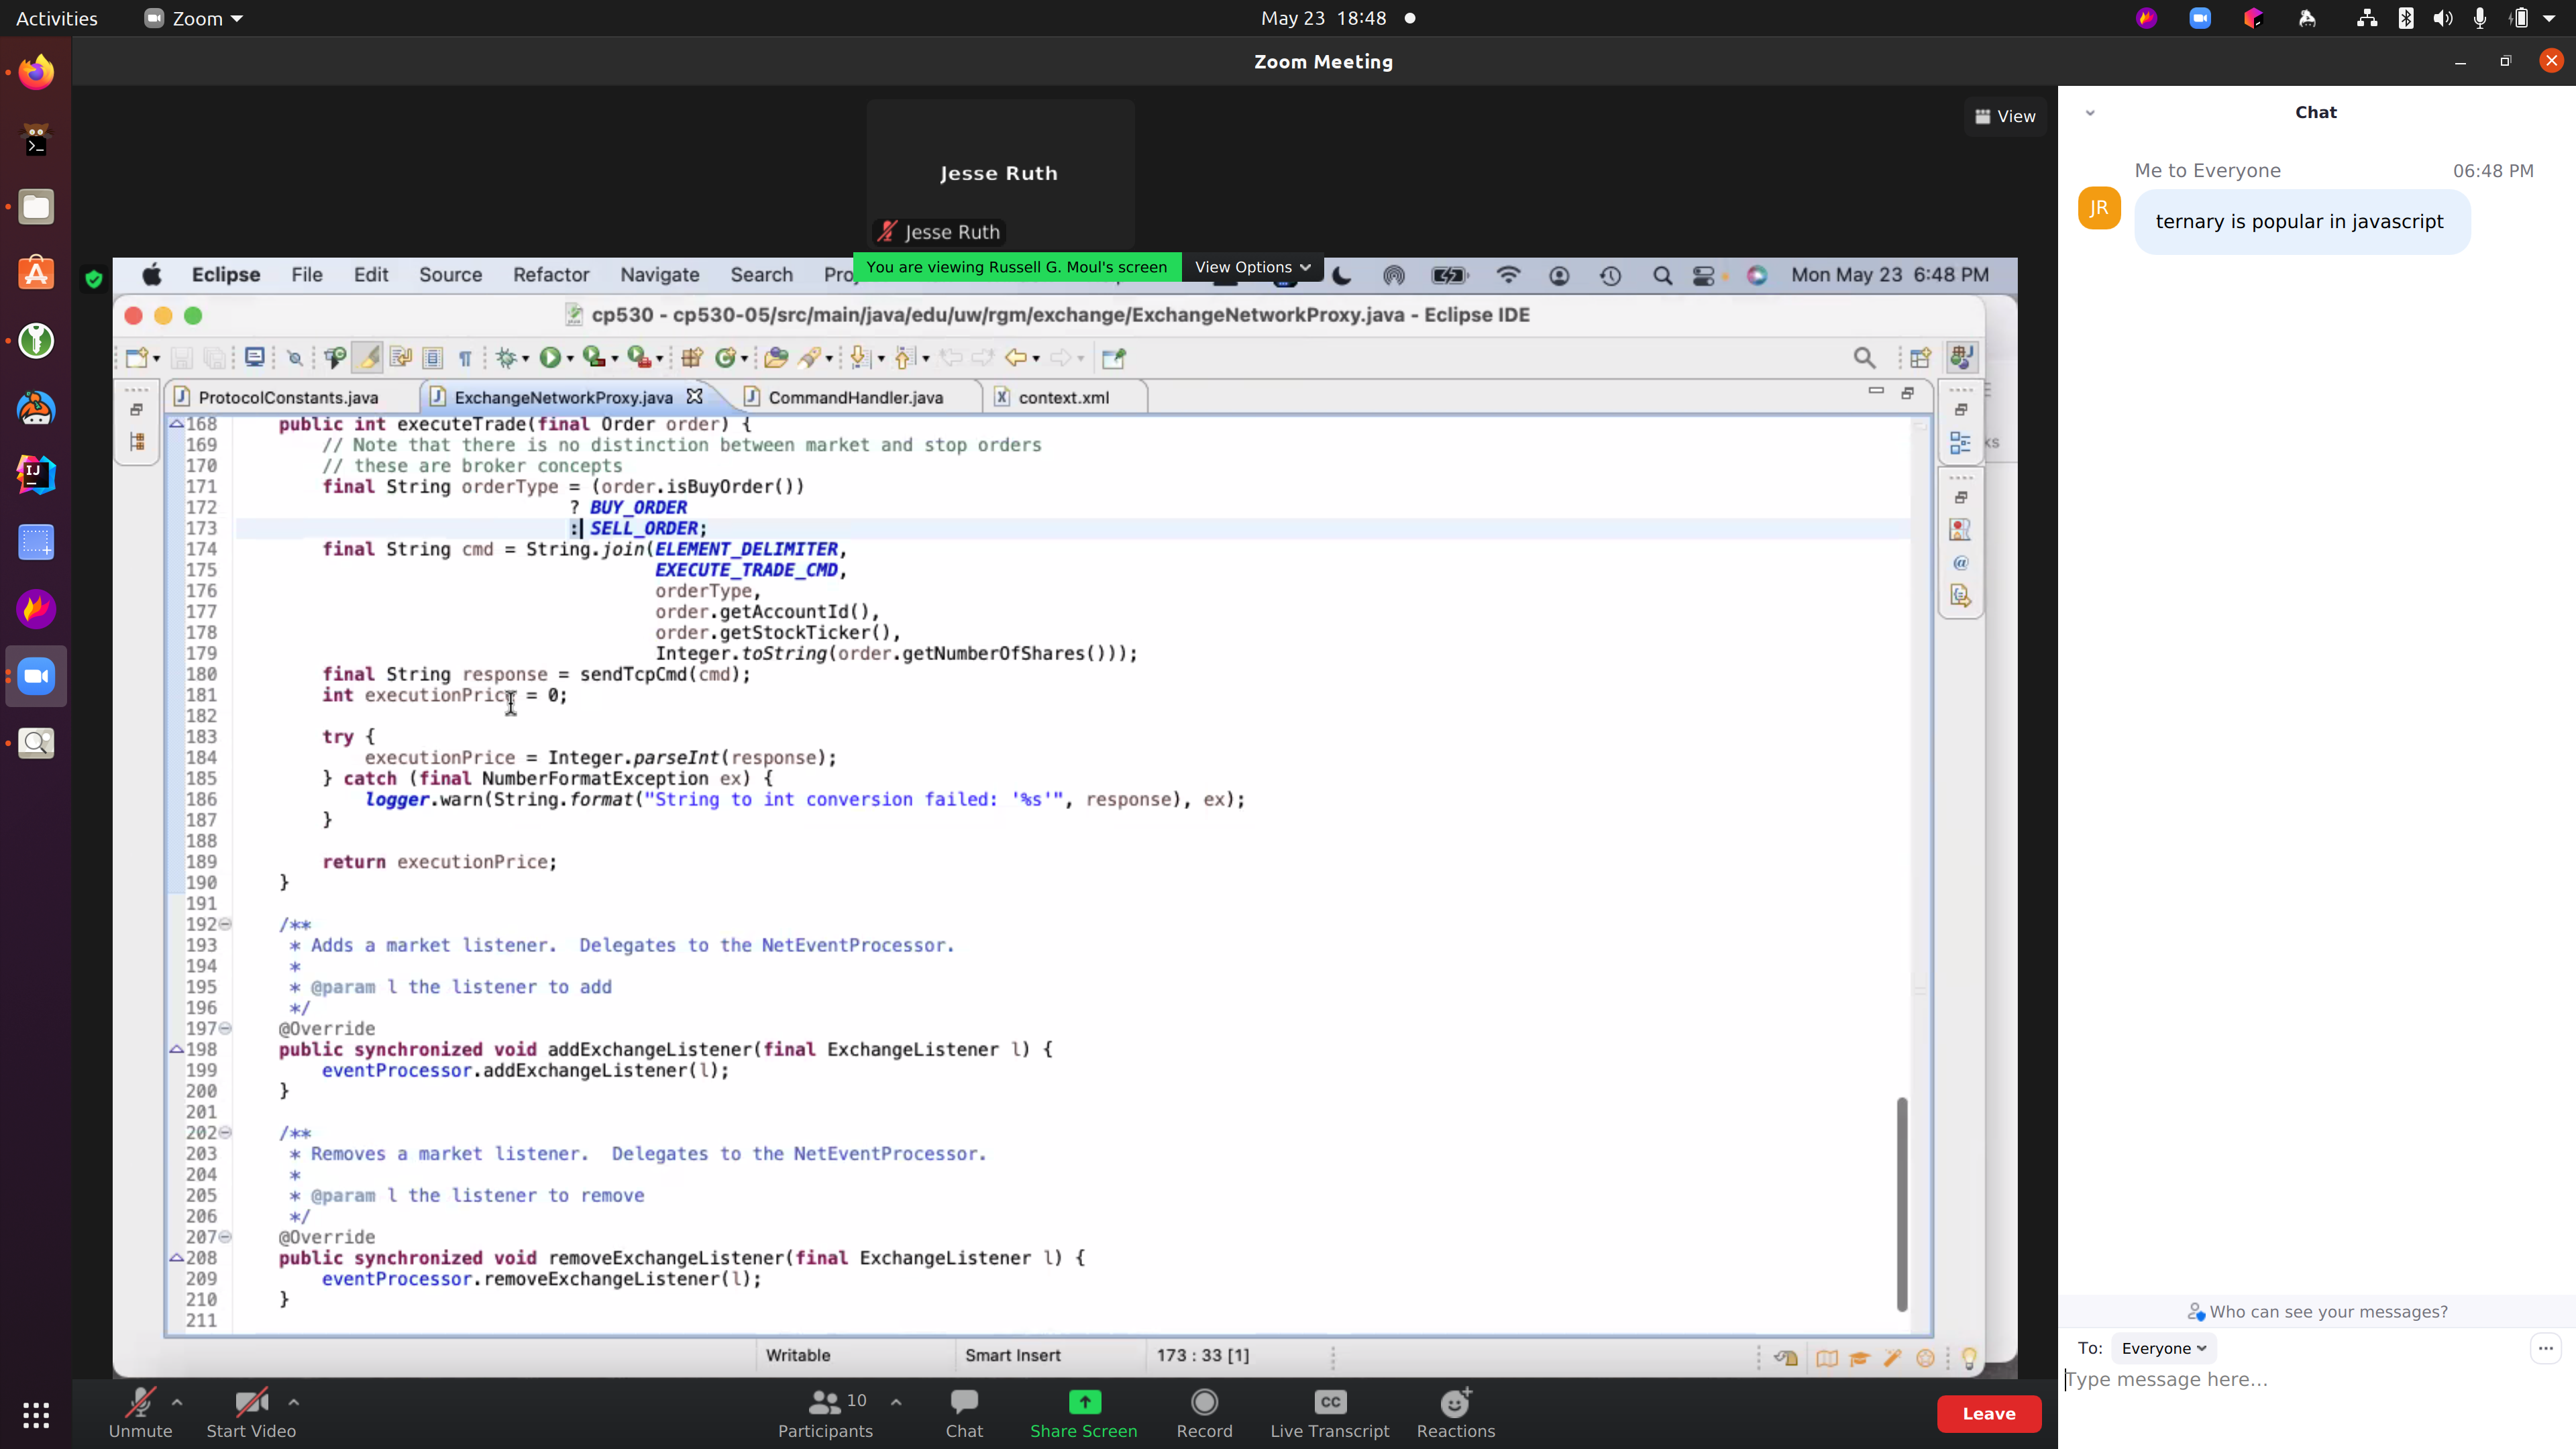 Activities
Zoom
May 23 18:48
Zoom Meeting
View
Jesse Ruth
Jesse Ruth
You are viewing Russell G. Moul's screen
View Options
Eclipse File Edit Source Refactor Navigate Search
Mon May 23 6:48 PM
cp530 - cp530-05/src/main/java/edu/uw/rgm/exchange/ExchangeNetworkProxy.java - Eclipse IDE
ProtocolConstants.java
ExchangeNetworkProxy.java
CommandHandler.java
context.xml
168 public int executeTrade(final Order order) {
169 // Note that there is no distinction between market and stop orders
170 // these are broker concepts
171 final String orderType = (order.isBuyOrder())
172 ? BUY_ORDER
173 : SELL_ORDER;
174 final String cmd = String.join(ELEMENT_DELIMITER,
175 EXECUTE_TRADE_CMD,
176 orderType,
177 order.getAccountId(),
178 order.getStockTicker(),
179 Integer.toString(order.getNumberOfShares()));
180 final String response = sendTcpCmd(cmd);
181 int executionPrice = 0;
182
183 try {
184 executionPrice = Integer.parseInt(response);
185 } catch (final NumberFormatException ex) {
186 logger.warn(String.format("String to int conversion failed: '%s'", response), ex);
187 }
188
189 return executionPrice;
190 }
191
192 /**
193 * Adds a market listener.  Delegates to the NetEventProcessor.
194 *
195 * @param l the listener to add
196 */
197 @Override
198 public synchronized void addExchangeListener(final ExchangeListener l) {
199 eventProcessor.addExchangeListener(l);
200 }
201
202 /**
203 * Removes a market listener.  Delegates to the NetEventProcessor.
204 *
205 * @param l the listener to remove
206 */
207 @Override
208 public synchronized void removeExchangeListener(final ExchangeListener l) {
209 eventProcessor.removeExchangeListener(l);
210 }
211
Writable
Smart Insert
173 : 33 [1]
Unmute
Start Video
10
Participants
Chat
Share Screen
Record
CC
Live Transcript
Reactions
Leave
Chat
Me to Everyone
06:48 PM
JR
ternary is popular in javascript
Who can see your messages?
To:
Everyone
Type message here...